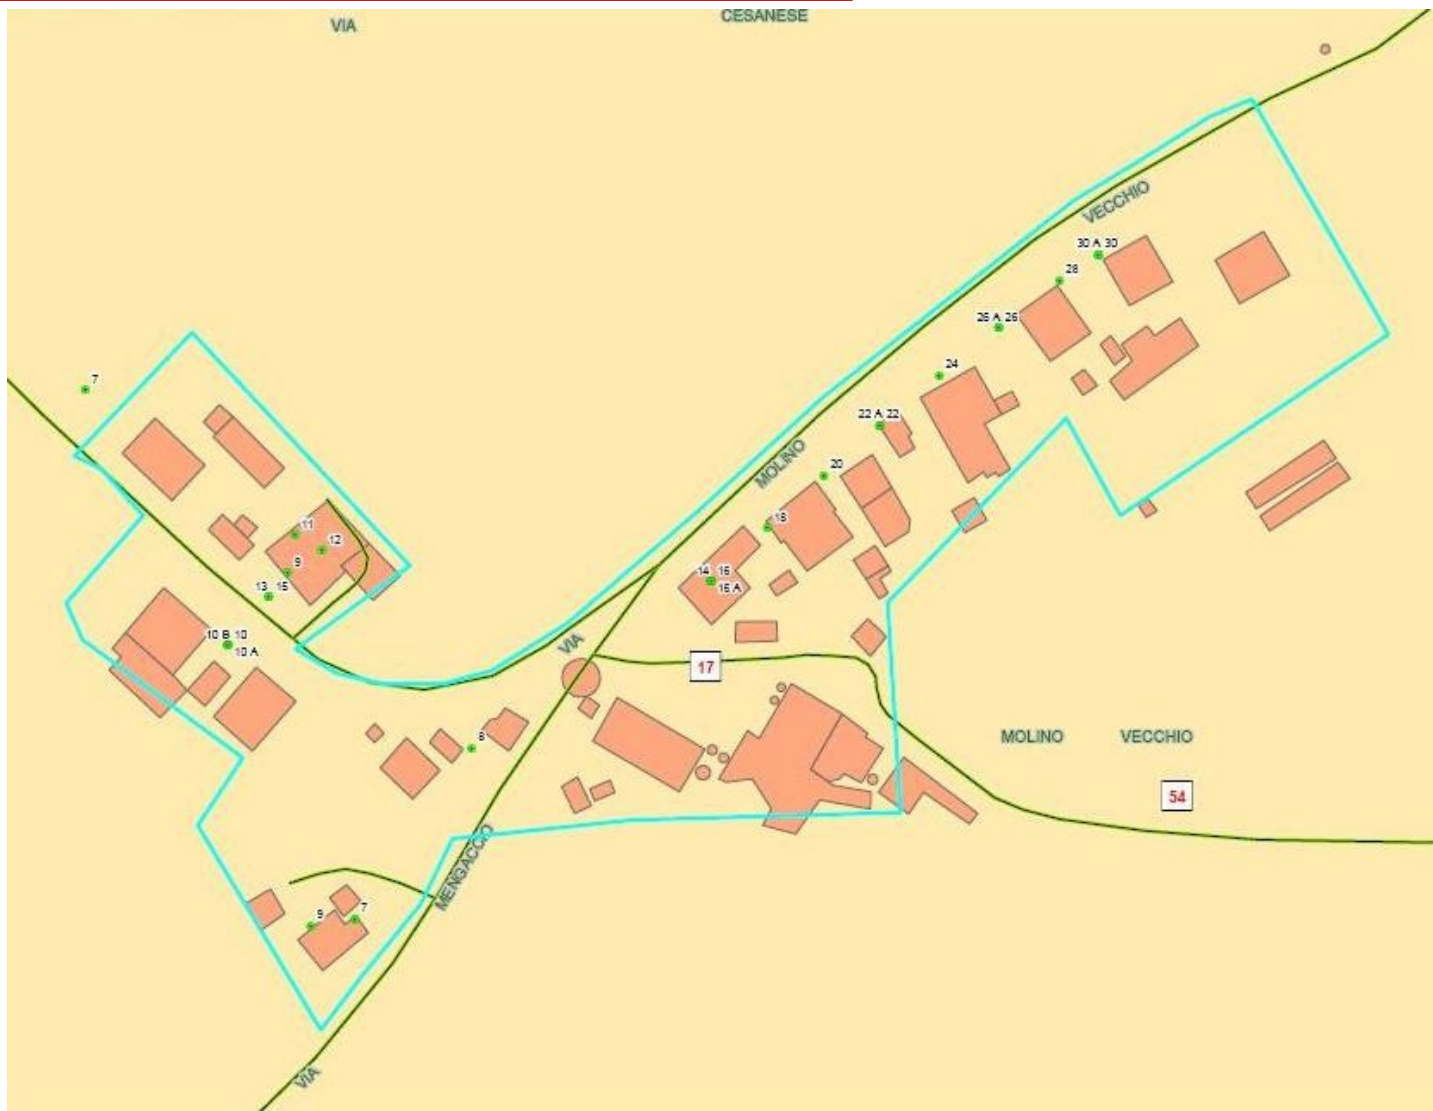 VIA
CESANESE
VECCHIO
30 A 30
28
26 A 26
7
24
22 A 22
MOLINO
20
18
11
12
9
14 16
16 A
13 15
10 B 10
10 A
VIA
17
8
MOLINO VECCHIO
54
MENGACCIO
9
7
VIA